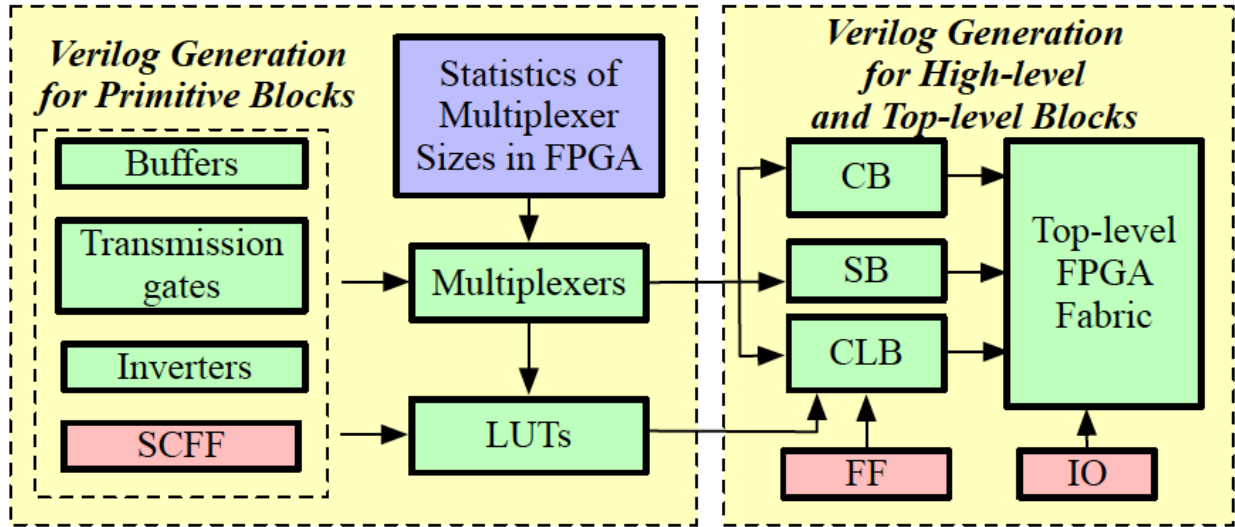 Verilog Generation
for Primitive Blocks
Buffers
Transmission
gates
Inverters
SCFF
Statistics of
Multiplexer
Sizes in FPGA
Multiplexers
LUTs
Verilog Generation
for High-level
and Top-level Blocks
CB
SB
CLB
FF
Top-level
FPGA
Fabric
IO